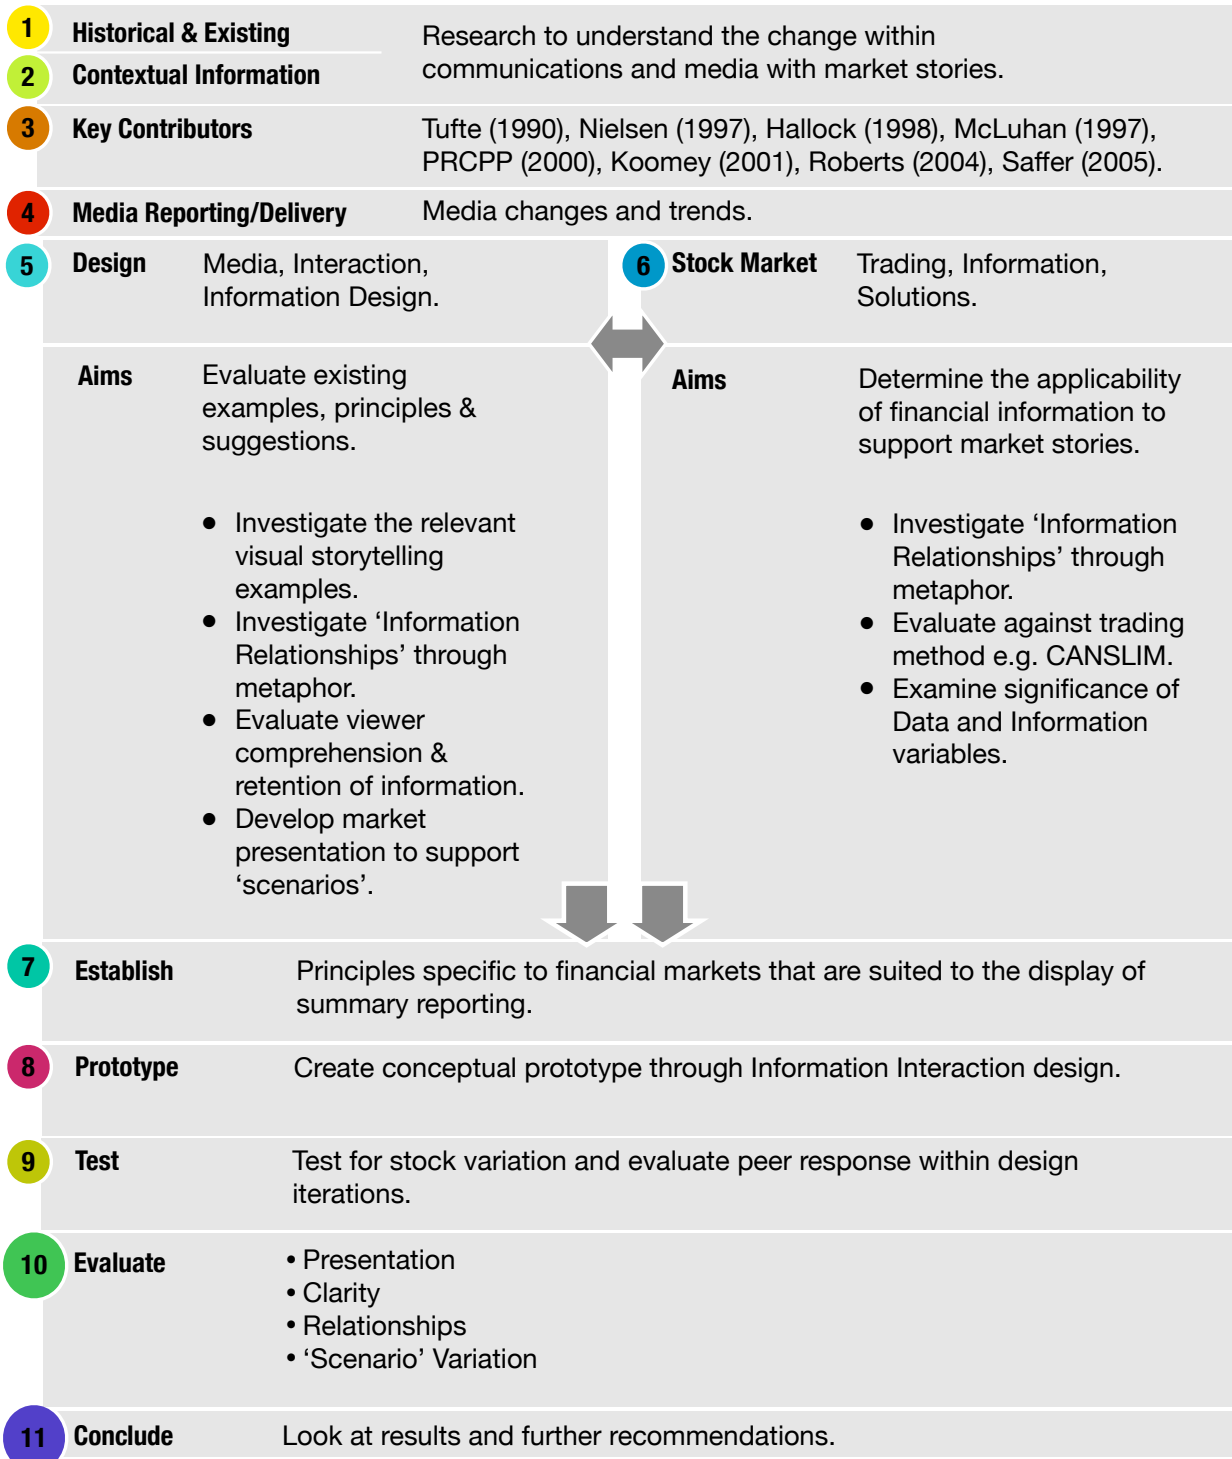 1 Historical & Existing
Research to understand the change within
communications and media with market stories.
2 Contextual Information
3 Key Contributors
Tufte (1990), Nielsen (1997), Hallock (1998), McLuhan (1997),
PRCPP (2000), Koomey (2001), Roberts (2004), Saffer (2005).
4 Media Reporting/Delivery
Media changes and trends.
5 Design
Media, Interaction,
Information Design.
6 Stock Market
Trading, Information,
Solutions.
Aims
Evaluate existing
examples, principles &
suggestions.
• Investigate the relevant
visual storytelling
examples.
• Investigate ‘Information
Relationships’ through
metaphor.
• Evaluate viewer
comprehension &
retention of information.
• Develop market
presentation to support
‘scenarios’.
Aims
Determine the applicability
of financial information to
support market stories.
• Investigate ‘Information
Relationships’ through
metaphor.
• Evaluate against trading
method e.g. CANSLIM.
• Examine significance of
Data and Information
variables.
7 Establish
Principles specific to financial markets that are suited to the display of
summary reporting.
8 Prototype
Create conceptual prototype through Information Interaction design.
9 Test
Test for stock variation and evaluate peer response within design
iterations.
10 Evaluate
• Presentation
• Clarity
• Relationships
• ‘Scenario’ Variation
11 Conclude
Look at results and further recommendations.